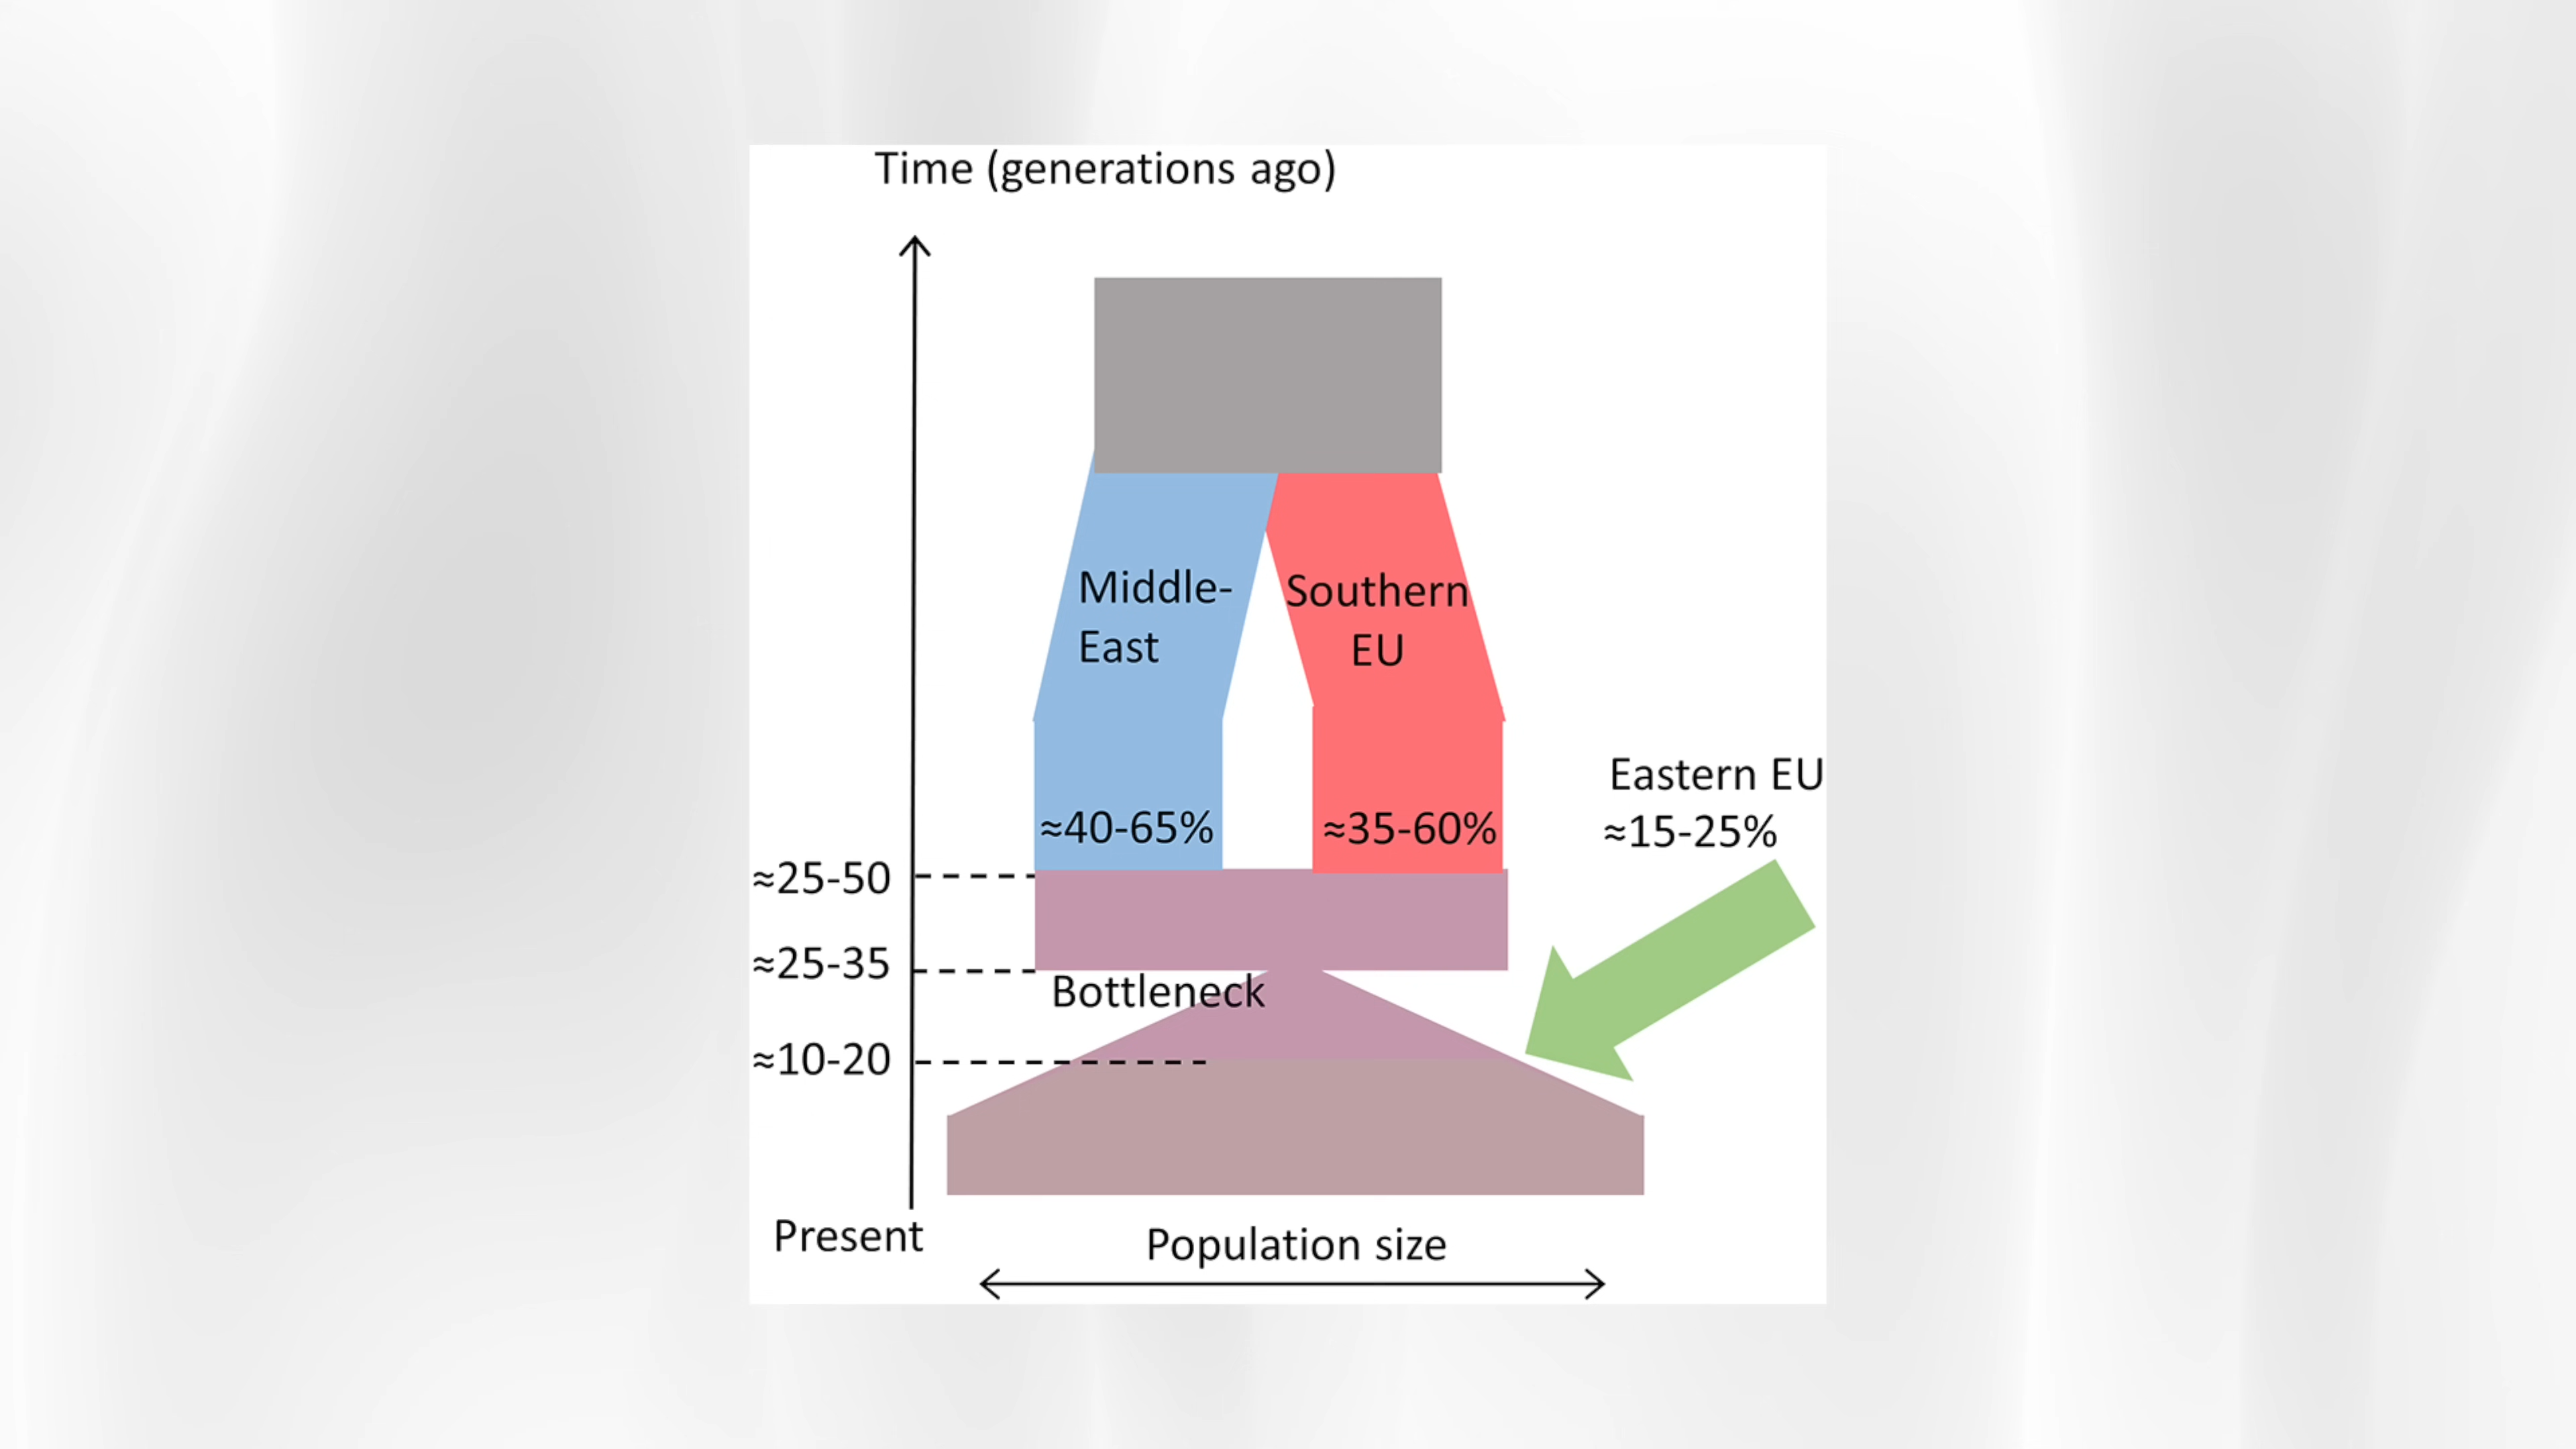 Time (generations ago)
Middle-
East
Southern
EU
Eastern EU
≈15-25%
≈40-65%
≈35-60%
≈25-50
≈25-35
Bottleneck
≈10-20
Present
Population size